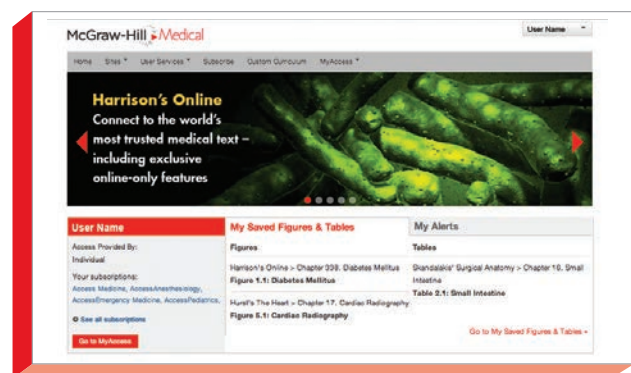 McGraw-Hill Medical
User Name
Home Sites User Services Subscribe Custom Curriculum MyAccess
Harrison's Online
Connect to the world's
most trusted medical text –
including exclusive
online-only features
User Name
Access Provided By:
Individual
Your subscriptions:
Access Medicine, AccessAnesthesiology,
AccessEmergency Medicine, AccessPediatrics,
See all subscriptions
Go to MyAccess
My Saved Figures & Tables
Figures
Harrison's Online > Chapter 338. Diabetes Mellitus
Figure 1.1: Diabetes Mellitus
Hurst's The Heart > Chapter 17. Cardiac Radiography
Figure 5.1: Cardiac Radiography
My Alerts
Tables
Skandalakis' Surgical Anatomy > Chapter 16. Small
Intestine
Table 2.1: Small Intestine
Go to My Saved Figures & Tables »